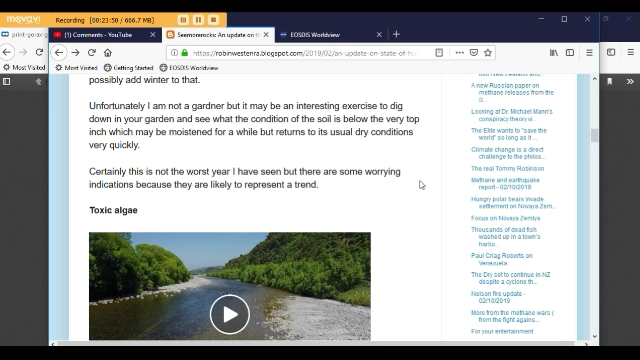 movavi
Recording [ 00:23:50 / 666.7 MB ]
(1) Comments - YouTube
Seemorerocks: An update on th
EOSDIS Worldview
https://robinwestenra.blogspot.com/2019/02/an-update-on-state-of-h
Most Visited
Most Visited
Getting Started
EOSDIS Worldview
possibly add winter to that.
Unfortunately I am not a gardner but it may be an interesting exercise to dig
down in your garden and see what the condition of the soil is below the very top
inch which may be moistened for a while but returns to its usual dry conditions
very quickly.
Certainly this is not the worst year I have seen but there are some worrying
indications because they are likely to represent a trend.
Toxic algae
A new Russian paper on
methane releases from the
S...
Looking at Dr. Michael Mann's
conspiracy theory vi...
The Elite wants to "save the
world" so long as it ...
Climate change is a direct
challenge to the philos...
The real Tommy Robinson
Methane and earthquake
report - 02/10/2019
Hungry polar bears invade
settlement on Novaya Zem...
Focus on Novaya Zemlya
Thousands of dead fish
washed up in a town's
harbo...
Paul Criag Roberts on
Venezuela
The Dry set to continue in NZ
despite a cyclone th...
Nelson fire update -
02/10/2019
More from the methane wars (
from the fight agains...
For your entertainment